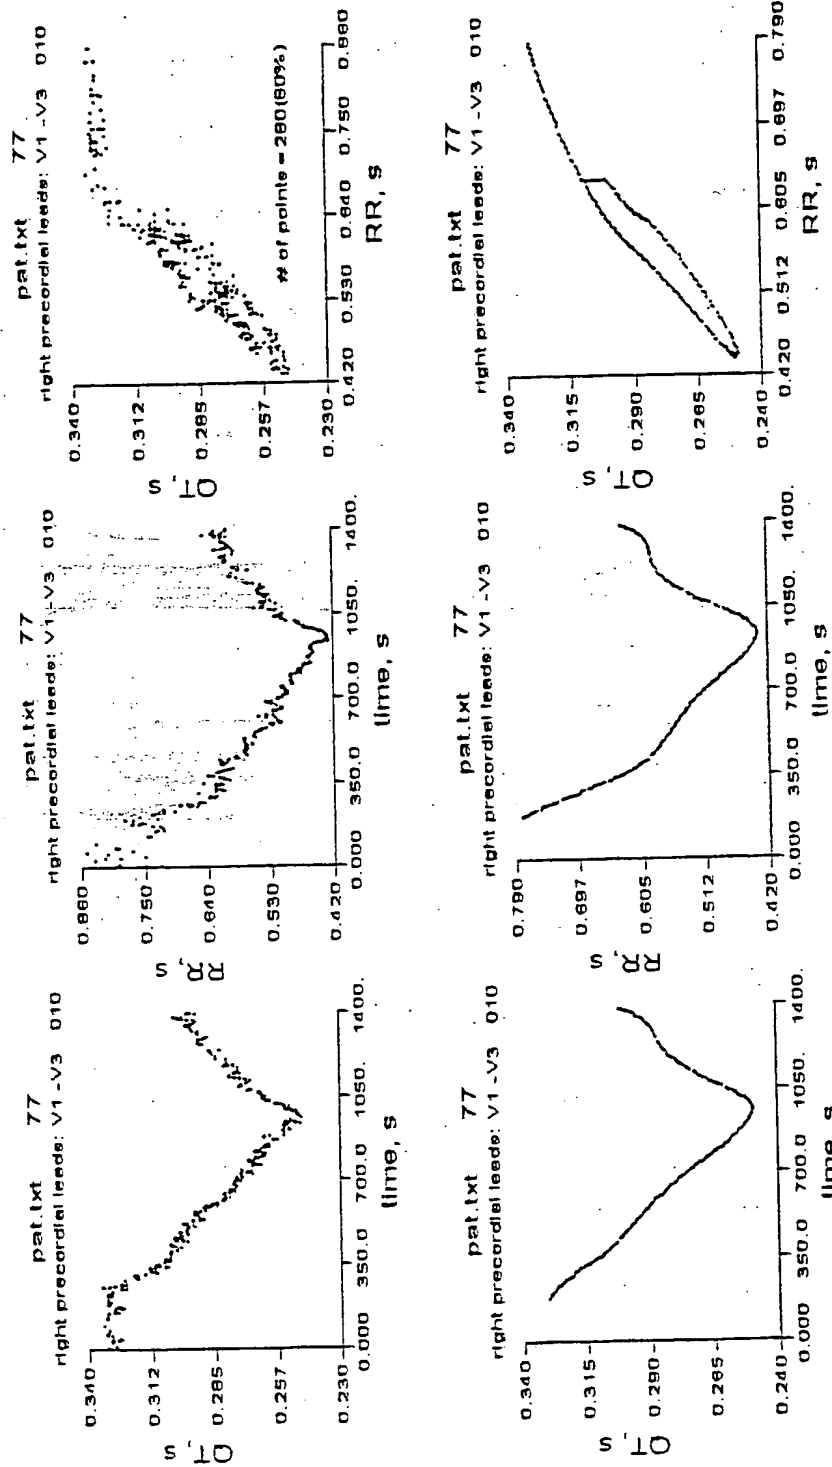 pat.txt 77
right precordial leads: V1-V3 010
QT, s
0.340
0.312
0.285
0.257
0.230
0.000 350.0 700.0 1050. 1400.
time, s
pat.txt 77
right precordial leads: V1-V3 010
RR, s
0.860
0.750
0.640
0.530
0.420
0.000 350.0 700.0 1050. 1400.
time, s
pat.txt 77
right precordial leads: V1-V3 010
QT, s
0.340
0.312
0.285
0.257
0.230
# of points = 280(80%)
0.420 0.530 0.640 0.750 0.860
RR, s
pat.txt 77
right precordial leads: V1-V3 010
QT, s
0.340
0.315
0.290
0.265
0.240
0.000 350.0 700.0 1050. 1400.
time, s
pat.txt 77
right precordial leads: V1-V3 010
RR, s
0.790
0.697
0.605
0.512
0.420
0.000 350.0 700.0 1050. 1400.
time, s
pat.txt 77
right precordial leads: V1-V3 010
QT, s
0.340
0.315
0.290
0.265
0.240
0.420 0.512 0.605 0.697 0.790
RR, s